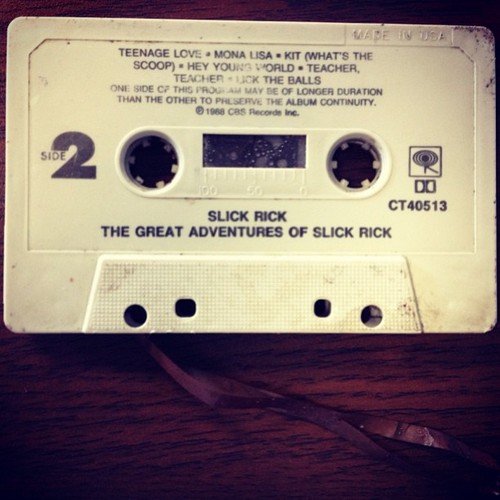 MADE IN USA
TEENAGE LOVE • MONA LISA • KIT (WHAT'S THE
SCOOP) • HEY YOUNG WORLD • TEACHER,
TEACHER • LICK THE BALLS
ONE SIDE OF THIS PROGRAM MAY BE OF LONGER DURATION
THAN THE OTHER TO PRESERVE THE ALBUM CONTINUITY.
℗ 1988 CBS Records Inc.
SIDE 2
100 50 0
CT40513
SLICK RICK
THE GREAT ADVENTURES OF SLICK RICK